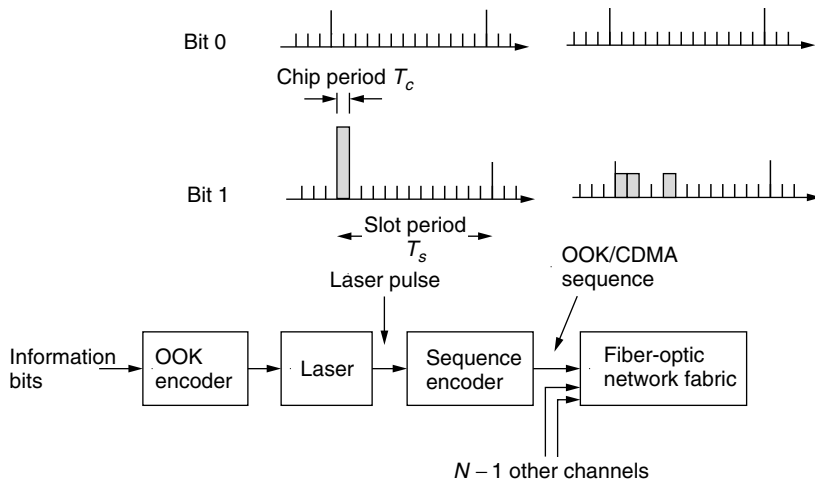 Bit 0
Chip period T_c
Bit 1
Slot period
T_s
OOK/CDMA
sequence
Laser pulse
Information
bits
OOK
encoder
Laser
Sequence
encoder
Fiber-optic
network fabric
N – 1 other channels